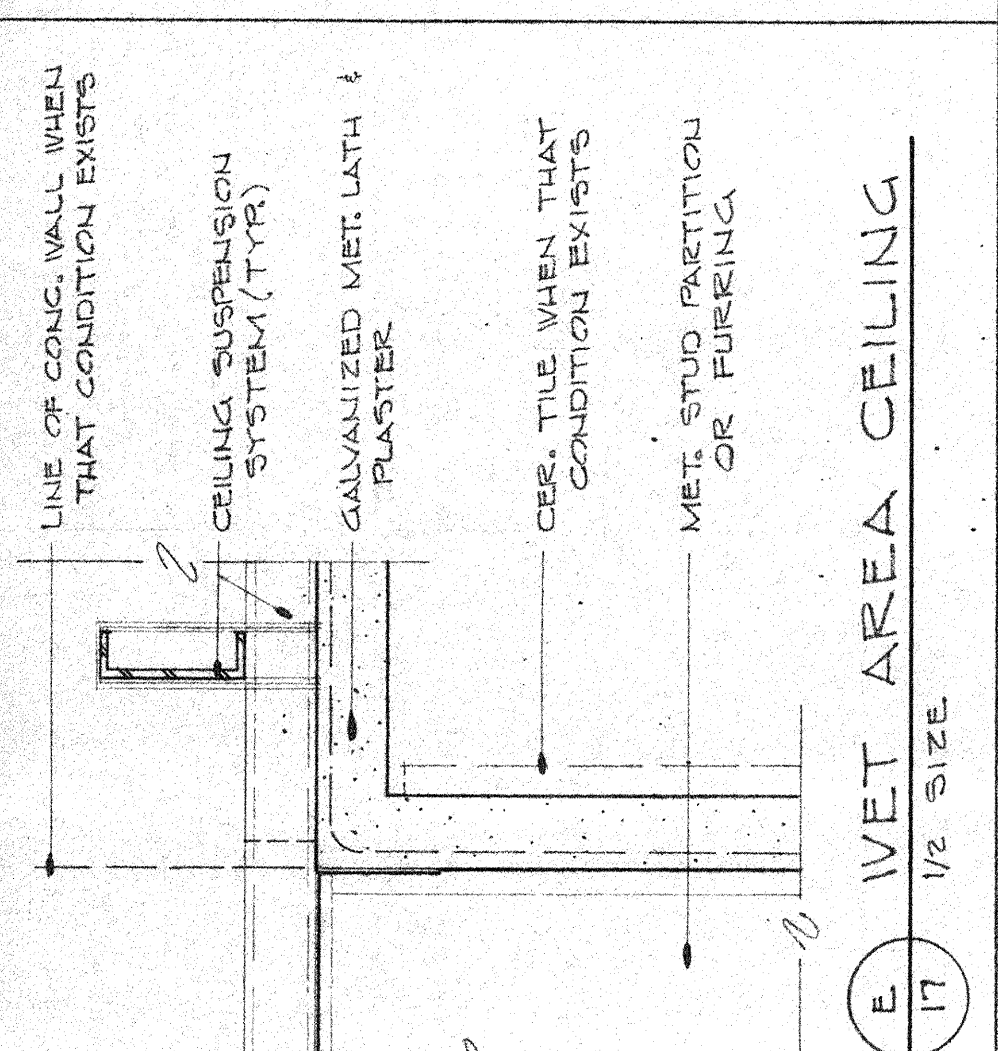 LINE OF CONC. WALL WHEN
THAT CONDITION EXISTS
CEILING SUSPENSION
SYSTEM (TYP.)
GALVANIZED MET. LATH &
PLASTER
CER. TILE WHEN THAT
CONDITION EXISTS
MET. STUD PARTITION
OR FURRING
E
17
WET AREA CEILING
1/2 SIZE